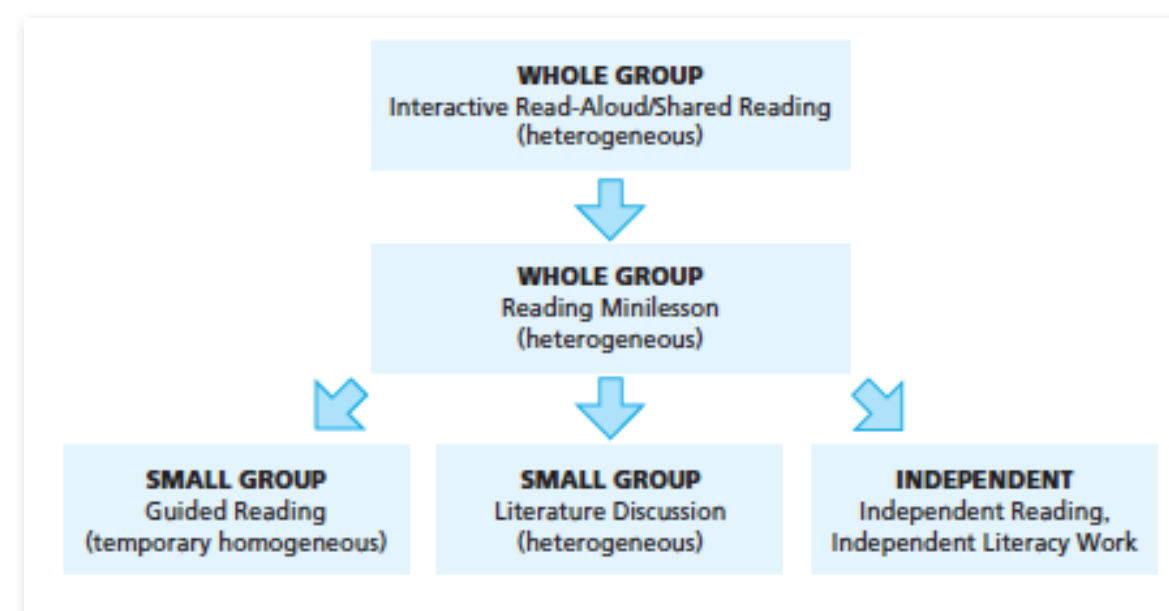 WHOLE GROUP
Interactive Read-Aloud/Shared Reading
(heterogeneous)
WHOLE GROUP
Reading Minilesson
(heterogeneous)
SMALL GROUP
Guided Reading
(temporary homogeneous)
SMALL GROUP
Literature Discussion
(heterogeneous)
INDEPENDENT
Independent Reading,
Independent Literacy Work